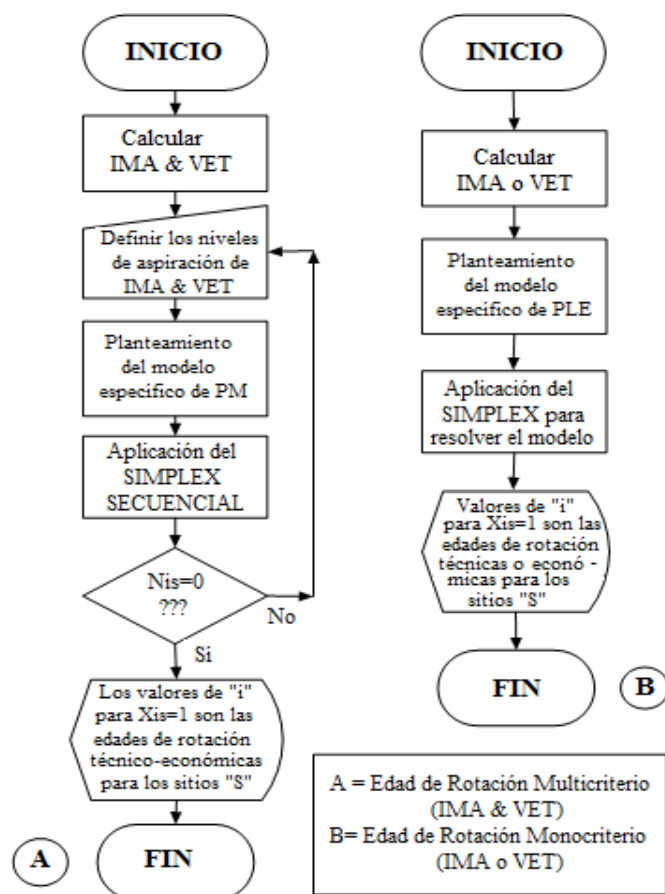 INICIO
Calcular
IMA & VET
Definir los niveles
de aspiración de
IMA & VET
Planteamiento
del modelo
especifico de PM
Aplicación del
SIMPLEX
SECUENCIAL
Nis=0
???
No
Si
Los valores de "i"
para Xis=1 son las
edades de rotación
técnico-económicas
para los sitios "S"
A
FIN
INICIO
Calcular
IMA o VET
Planteamiento
del modelo
especifico de PLE
Aplicación del
SIMPLEX para
resolver el modelo
Valores de "i"
para Xis=1 son las
edades de rotación
técnicas o econó -
micas para los
sitios "S"
FIN
B
A = Edad de Rotación Multicriterio
(IMA & VET)
B= Edad de Rotación Monocriterio
(IMA o VET)